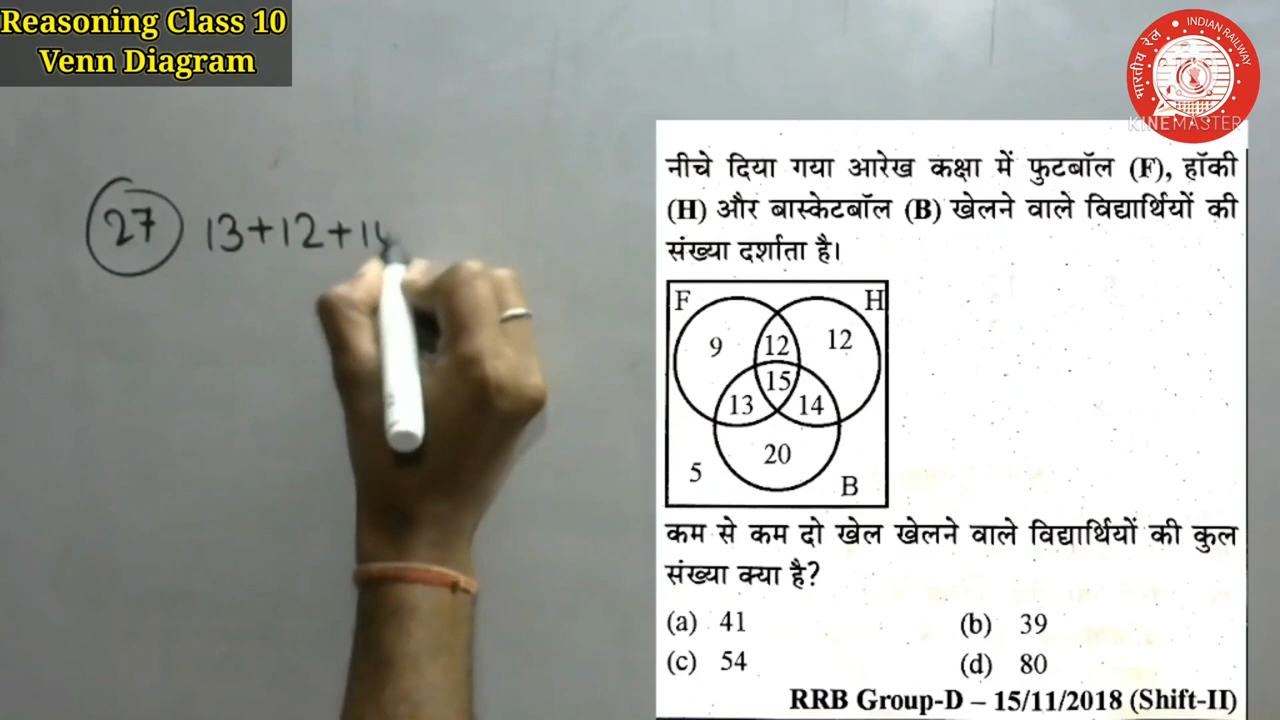 Reasoning Class 10
Venn Diagram
भारतीय रेल • INDIAN RAILWAY
KINEMASTER
27 13+12+14
नीचे दिया गया आरेख कक्षा में फुटबॉल (F), हॉकी
(H) और बास्केटबॉल (B) खेलने वाले विद्यार्थियों की
संख्या दर्शाता है।
F H
9 12 12
15
13 14
20
5 B
कम से कम दो खेल खेलने वाले विद्यार्थियों की कुल
संख्या क्या है?
(a) 41 (b) 39
(c) 54 (d) 80
RRB Group-D – 15/11/2018 (Shift-II)